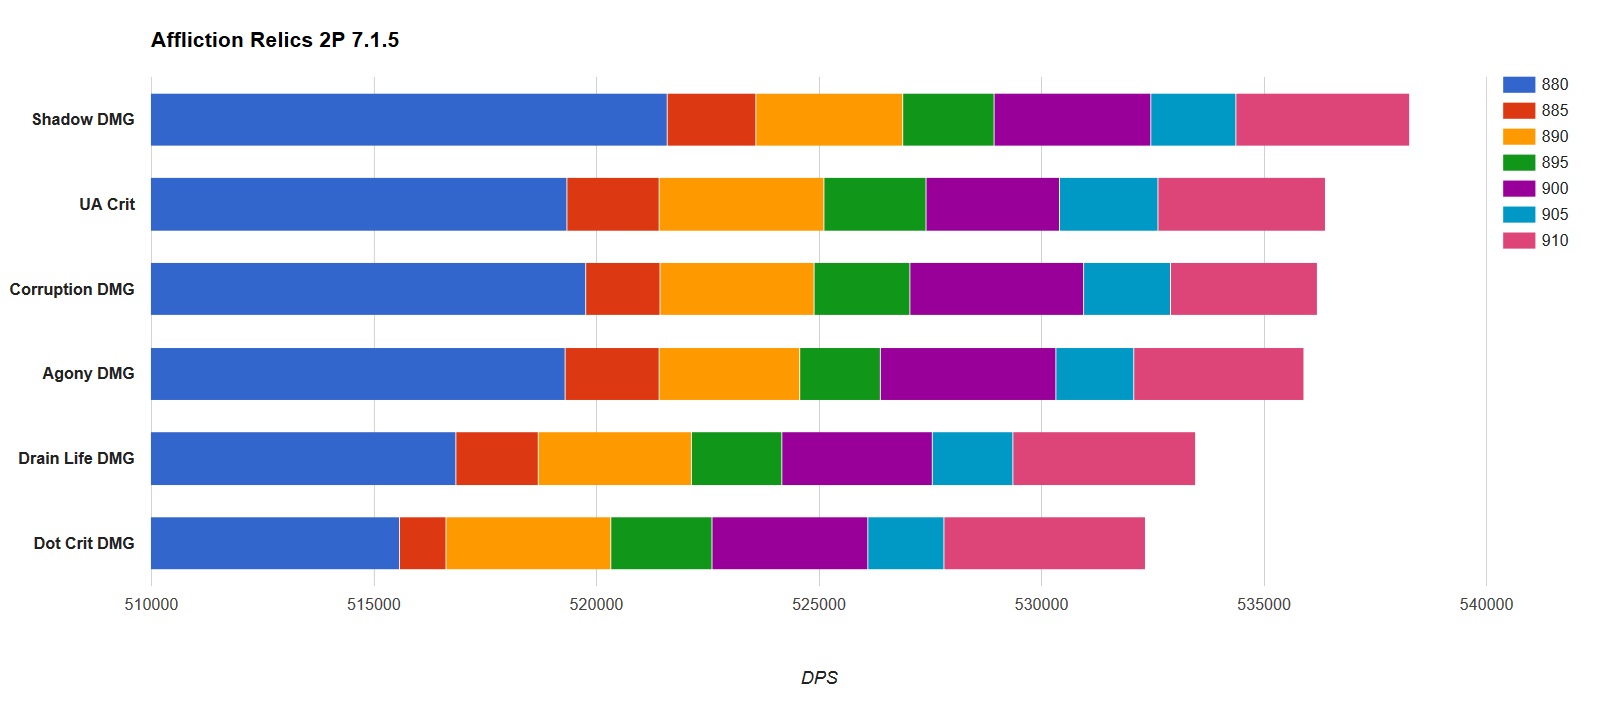 Affliction Relics 2P 7.1.5
Shadow DMG
UA Crit
Corruption DMG
Agony DMG
Drain Life DMG
Dot Crit DMG
510000 515000 520000 525000 530000 535000 540000
DPS
880
885
890
895
900
905
910